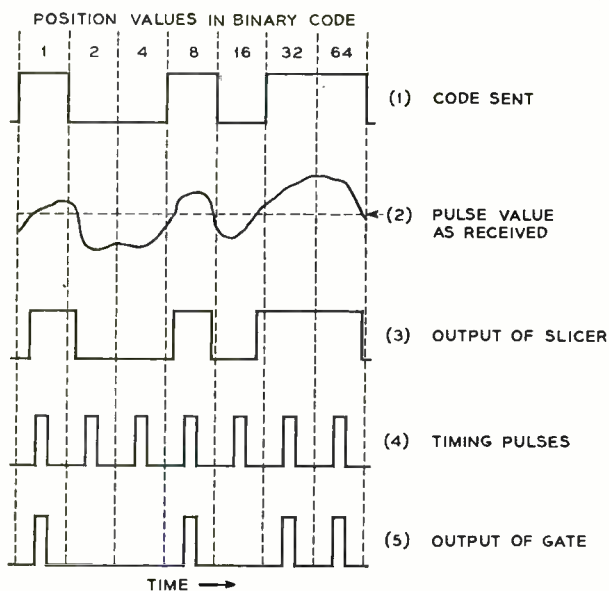 POSITION VALUES IN BINARY CODE
1 2 4 8 16 32 64
(1) CODE SENT
(2) PULSE VALUE
AS RECEIVED
(3) OUTPUT OF SLICER
(4) TIMING PULSES
(5) OUTPUT OF GATE
TIME